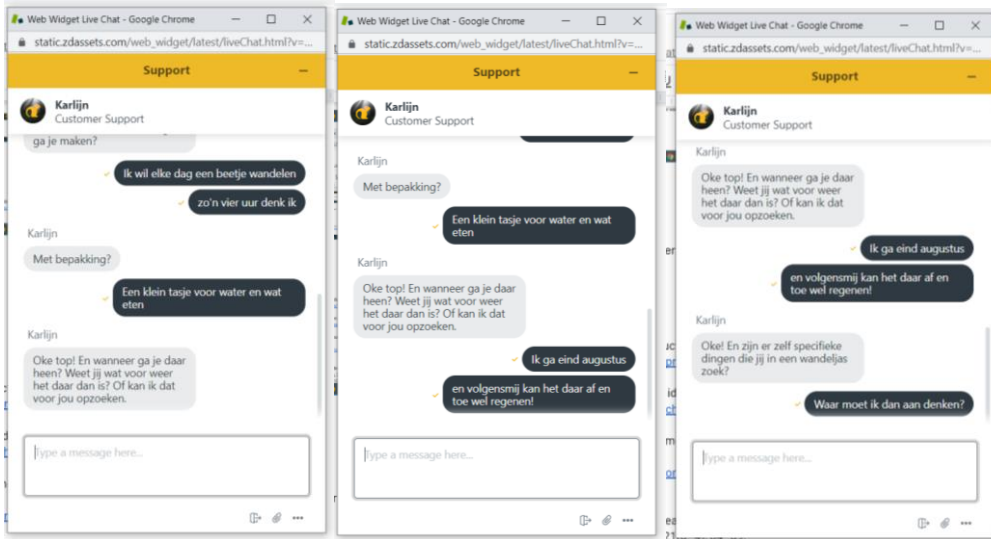 Web Widget Live Chat - Google Chrome
static.zdassets.com/web_widget/latest/liveChat.html?v=...
Support
Karlijn
Customer Support
ga je maken?
Ik wil elke dag een beetje wandelen
zo'n vier uur denk ik
Karlijn
Met bepakking?
Een klein tasje voor water en wat
eten
Karlijn
Oke top! En wanneer ga je daar
heen? Weet jij wat voor weer
het daar dan is? Of kan ik dat
voor jou opzoeken.
Type a message here...
Web Widget Live Chat - Google Chrome
static.zdassets.com/web_widget/latest/liveChat.html?v=...
Support
Karlijn
Customer Support
Karlijn
Met bepakking?
Een klein tasje voor water en wat
eten
Karlijn
Oke top! En wanneer ga je daar
heen? Weet jij wat voor weer
het daar dan is? Of kan ik dat
voor jou opzoeken.
Ik ga eind augustus
en volgensmij kan het daar af en
toe wel regenen!
Type a message here...
Web Widget Live Chat - Google Chrome
static.zdassets.com/web_widget/latest/liveChat.html?v=...
Support
Karlijn
Customer Support
Karlijn
Oke top! En wanneer ga je daar
heen? Weet jij wat voor weer
het daar dan is? Of kan ik dat
voor jou opzoeken.
Ik ga eind augustus
en volgensmij kan het daar af en
toe wel regenen!
Karlijn
Oke! En zijn er zelf specifieke
dingen die jij in een wandeljas
zoek?
Waar moet ik dan aan denken?
Type a message here...